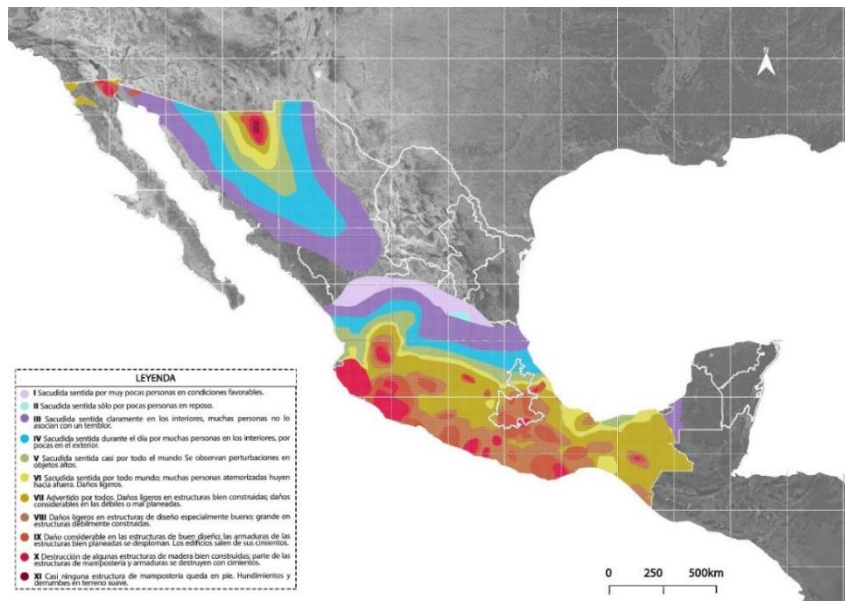 N
LEYENDA
I Sacudida sentida por muy pocas personas en condiciones favorables.
II Sacudida sentida sólo por pocas personas en reposo.
III Sacudida sentida claramente en los interiores, muchas personas no lo
asocian con un temblor.
IV Sacudida sentida durante el día por muchas personas en los interiores, por
pocas en el exterior.
V Sacudida sentida casi por todo el mundo Se observan perturbaciones en
objetos altos.
VI Sacudida sentida por todo mundo; muchas personas atemorizadas huyen
hacia afuera. Daños ligeros.
VII Advertido por todos. Daños ligeros en estructuras bien construidas; daños
considerables en las débiles o mal planeadas.
VIII Daños ligeros en estructuras de diseño especialmente bueno; grande en
estructuras débilmente construidas.
IX Daño considerable en las estructuras de buen diseño; las armaduras de las
estructuras bien planeadas se desploman. Los edificios salen de sus cimientos.
X Destrucción de algunas estructuras de madera bien construidas; parte de las
estructuras de mampostería y armaduras se destruyen con cimientos.
XI Casi ninguna estructura de mampostería queda en pie. Hundimientos y
derrumbes en terreno suave.
0 250 500km